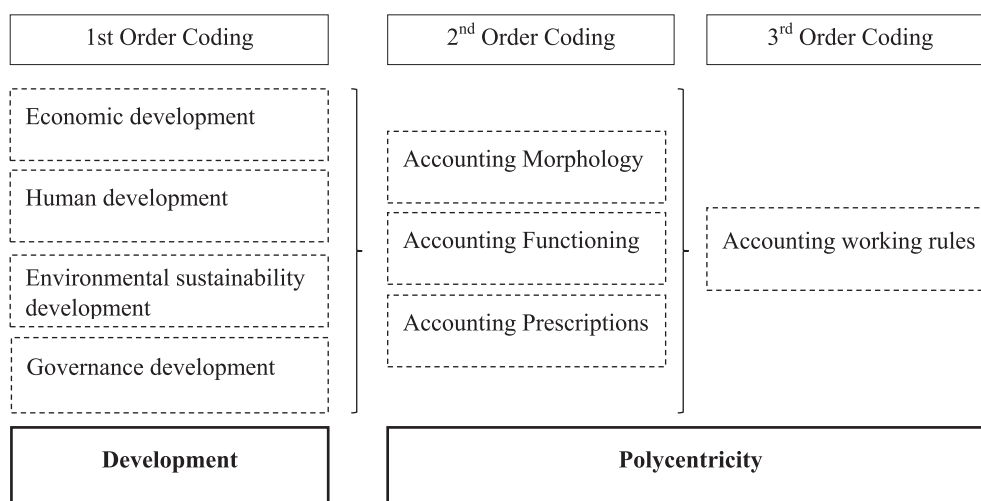 1st Order Coding
2nd Order Coding
3rd Order Coding
Economic development
Human development
Environmental sustainability
development
Governance development
Accounting Morphology
Accounting Functioning
Accounting Prescriptions
Accounting working rules
Development
Polycentricity